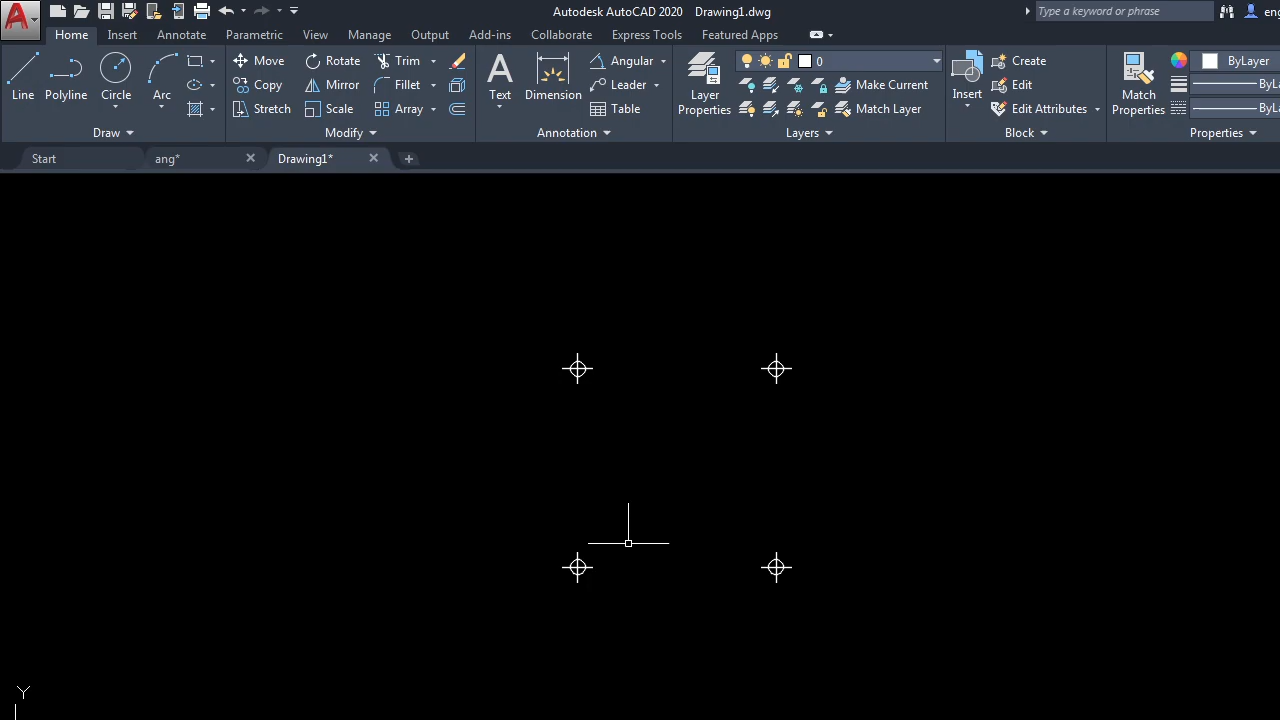 Autodesk AutoCAD 2020 Drawing1.dwg
Type a keyword or phrase
Home Insert Annotate Parametric View Manage Output Add-ins Collaborate Express Tools Featured Apps
Move Rotate Trim Angular 0 Create ByLayer
Line Polyline Circle Arc Copy Mirror Fillet Text Dimension Leader Layer Properties Make Current Insert Edit Match Properties
Stretch Scale Array Table Match Layer Edit Attributes
Draw Modify Annotation Layers Block Properties
Start ang* Drawing1*
Y